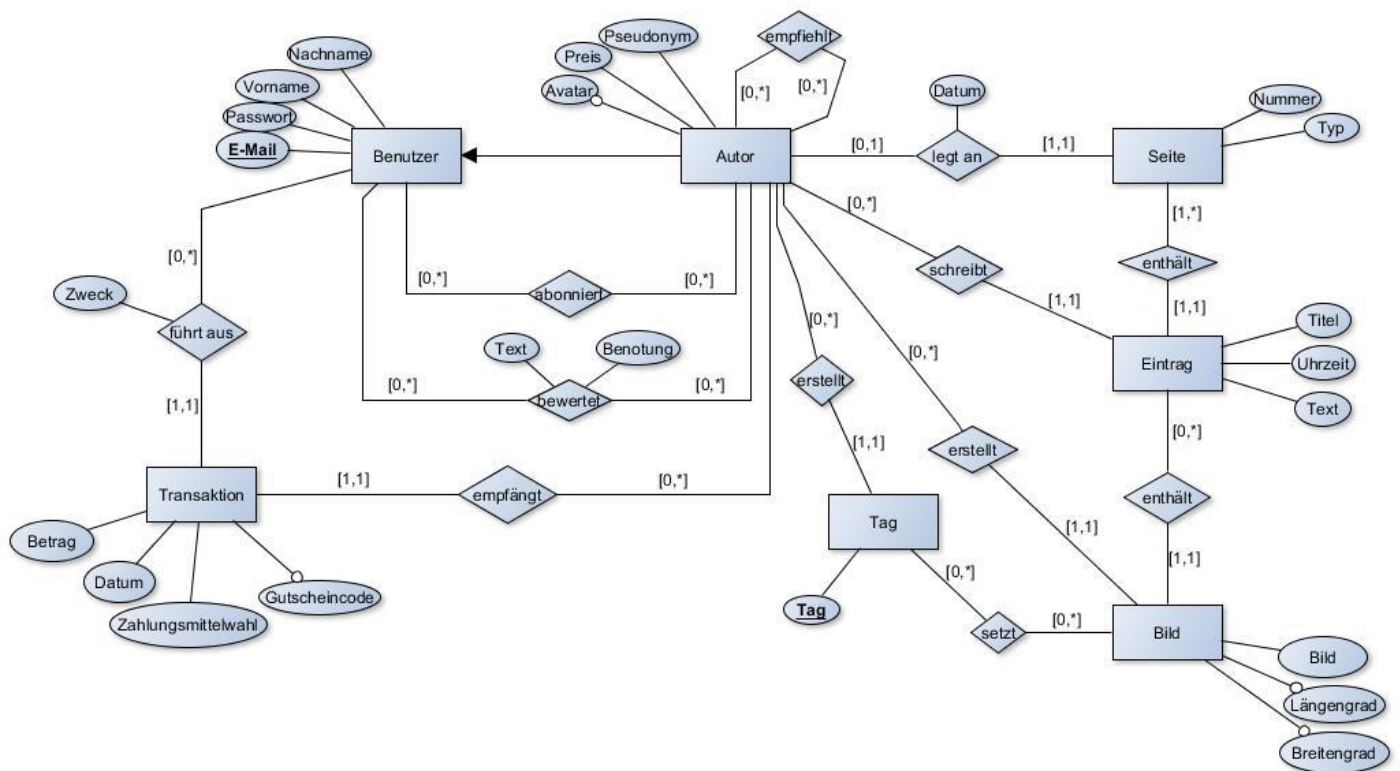 empfiehlt
Pseudonym
Nachname
Preis
Vorname
Avatar
[0,*]
[0,*]
Datum
Nummer
Passwort
Typ
E-Mail
Benutzer
Autor
[0,1]
legt an
[1,1]
Seite
[0,*]
[1,*]
[0,*]
schreibt
enthält
Zweck
[0,*]
abonniert
[0,*]
[1,1]
[1,1]
führt aus
[0,*]
Titel
Text
Benotung
[0,*]
Eintrag
Uhrzeit
[0,*]
bewertet
[0,*]
erstellt
Text
[1,1]
[0,*]
[1,1]
erstellt
Transaktion
[1,1]
empfängt
[0,*]
enthält
Tag
[1,1]
Betrag
[1,1]
Datum
[0,*]
Gutscheincode
Tag
Zahlungsmittelwahl
setzt
[0,*]
Bild
Bild
Längengrad
Breitengrad